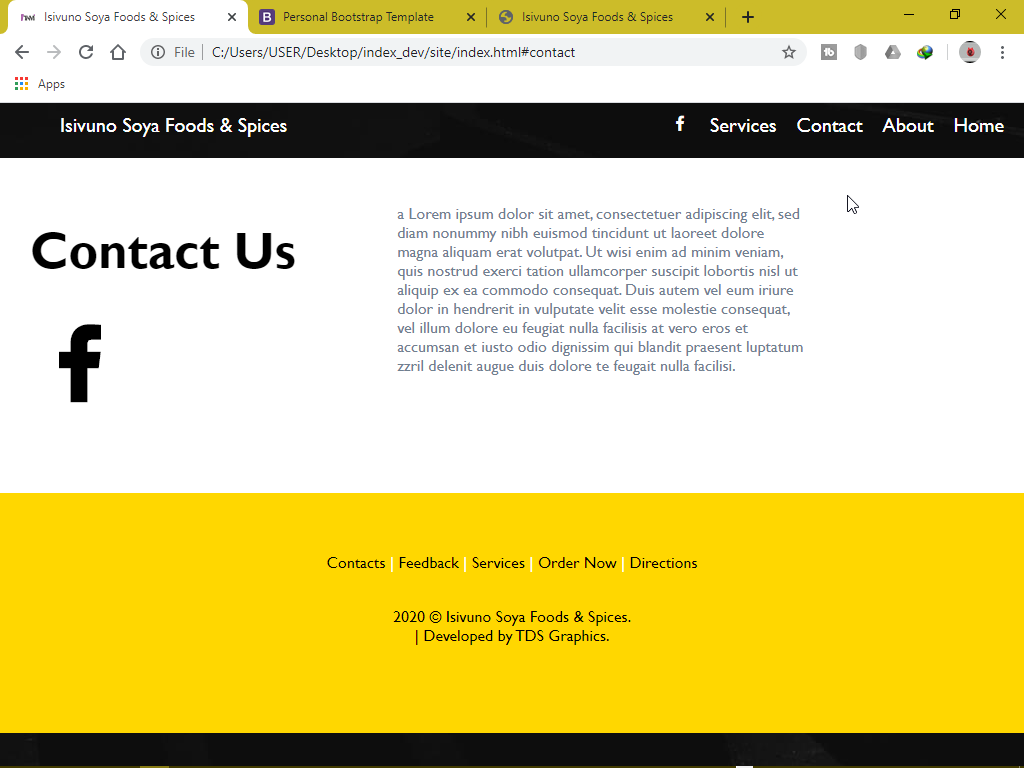 Isivuno Soya Foods & Spices
Personal Bootstrap Template
Isivuno Soya Foods & Spices
File
C:/Users/USER/Desktop/index_dev/site/index.html#contact
Apps
Isivuno Soya Foods & Spices
Services Contact About Home
Contact Us
a Lorem ipsum dolor sit amet, consectetuer adipiscing elit, sed
diam nonummy nibh euismod tincidunt ut laoreet dolore
magna aliquam erat volutpat. Ut wisi enim ad minim veniam,
quis nostrud exerci tation ullamcorper suscipit lobortis nisl ut
aliquip ex ea commodo consequat. Duis autem vel eum iriure
dolor in hendrerit in vulputate velit esse molestie consequat,
vel illum dolore eu feugiat nulla facilisis at vero eros et
accumsan et iusto odio dignissim qui blandit praesent luptatum
zzril delenit augue duis dolore te feugait nulla facilisi.
Contacts | Feedback | Services | Order Now | Directions
2020 © Isivuno Soya Foods & Spices.
| Developed by TDS Graphics.